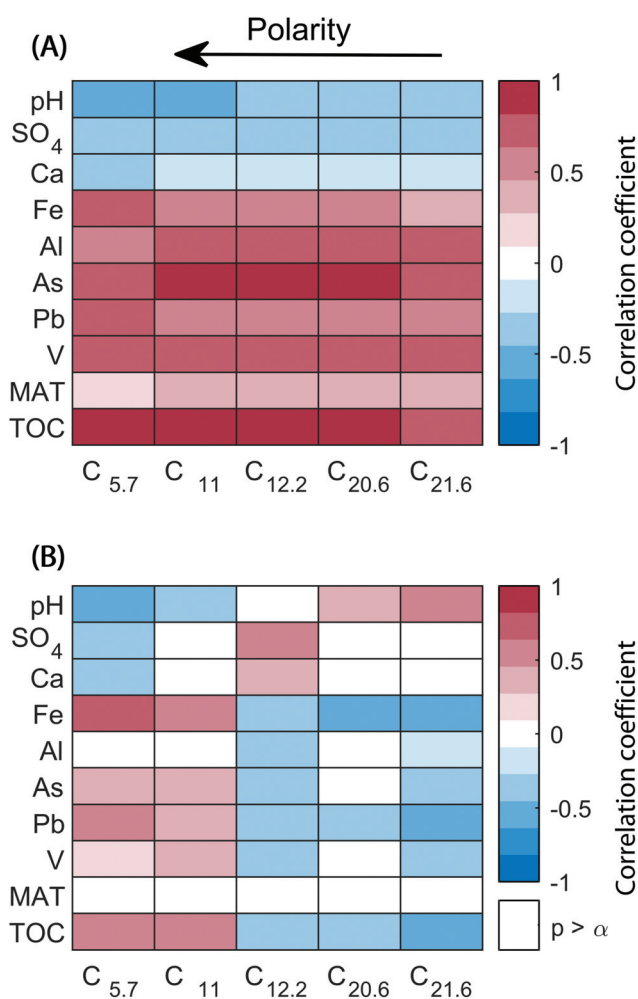 Polarity
(A)
pH
SO4
Ca
Fe
Al
As
Pb
V
MAT
TOC
C 5.7 C 11 C 12.2 C 20.6 C 21.6
1
0.5
0
-0.5
-1
Correlation coefficient
(B)
pH
SO4
Ca
Fe
Al
As
Pb
V
MAT
TOC
C 5.7 C 11 C 12.2 C 20.6 C 21.6
1
0.5
0
-0.5
-1
Correlation coefficient
p > α